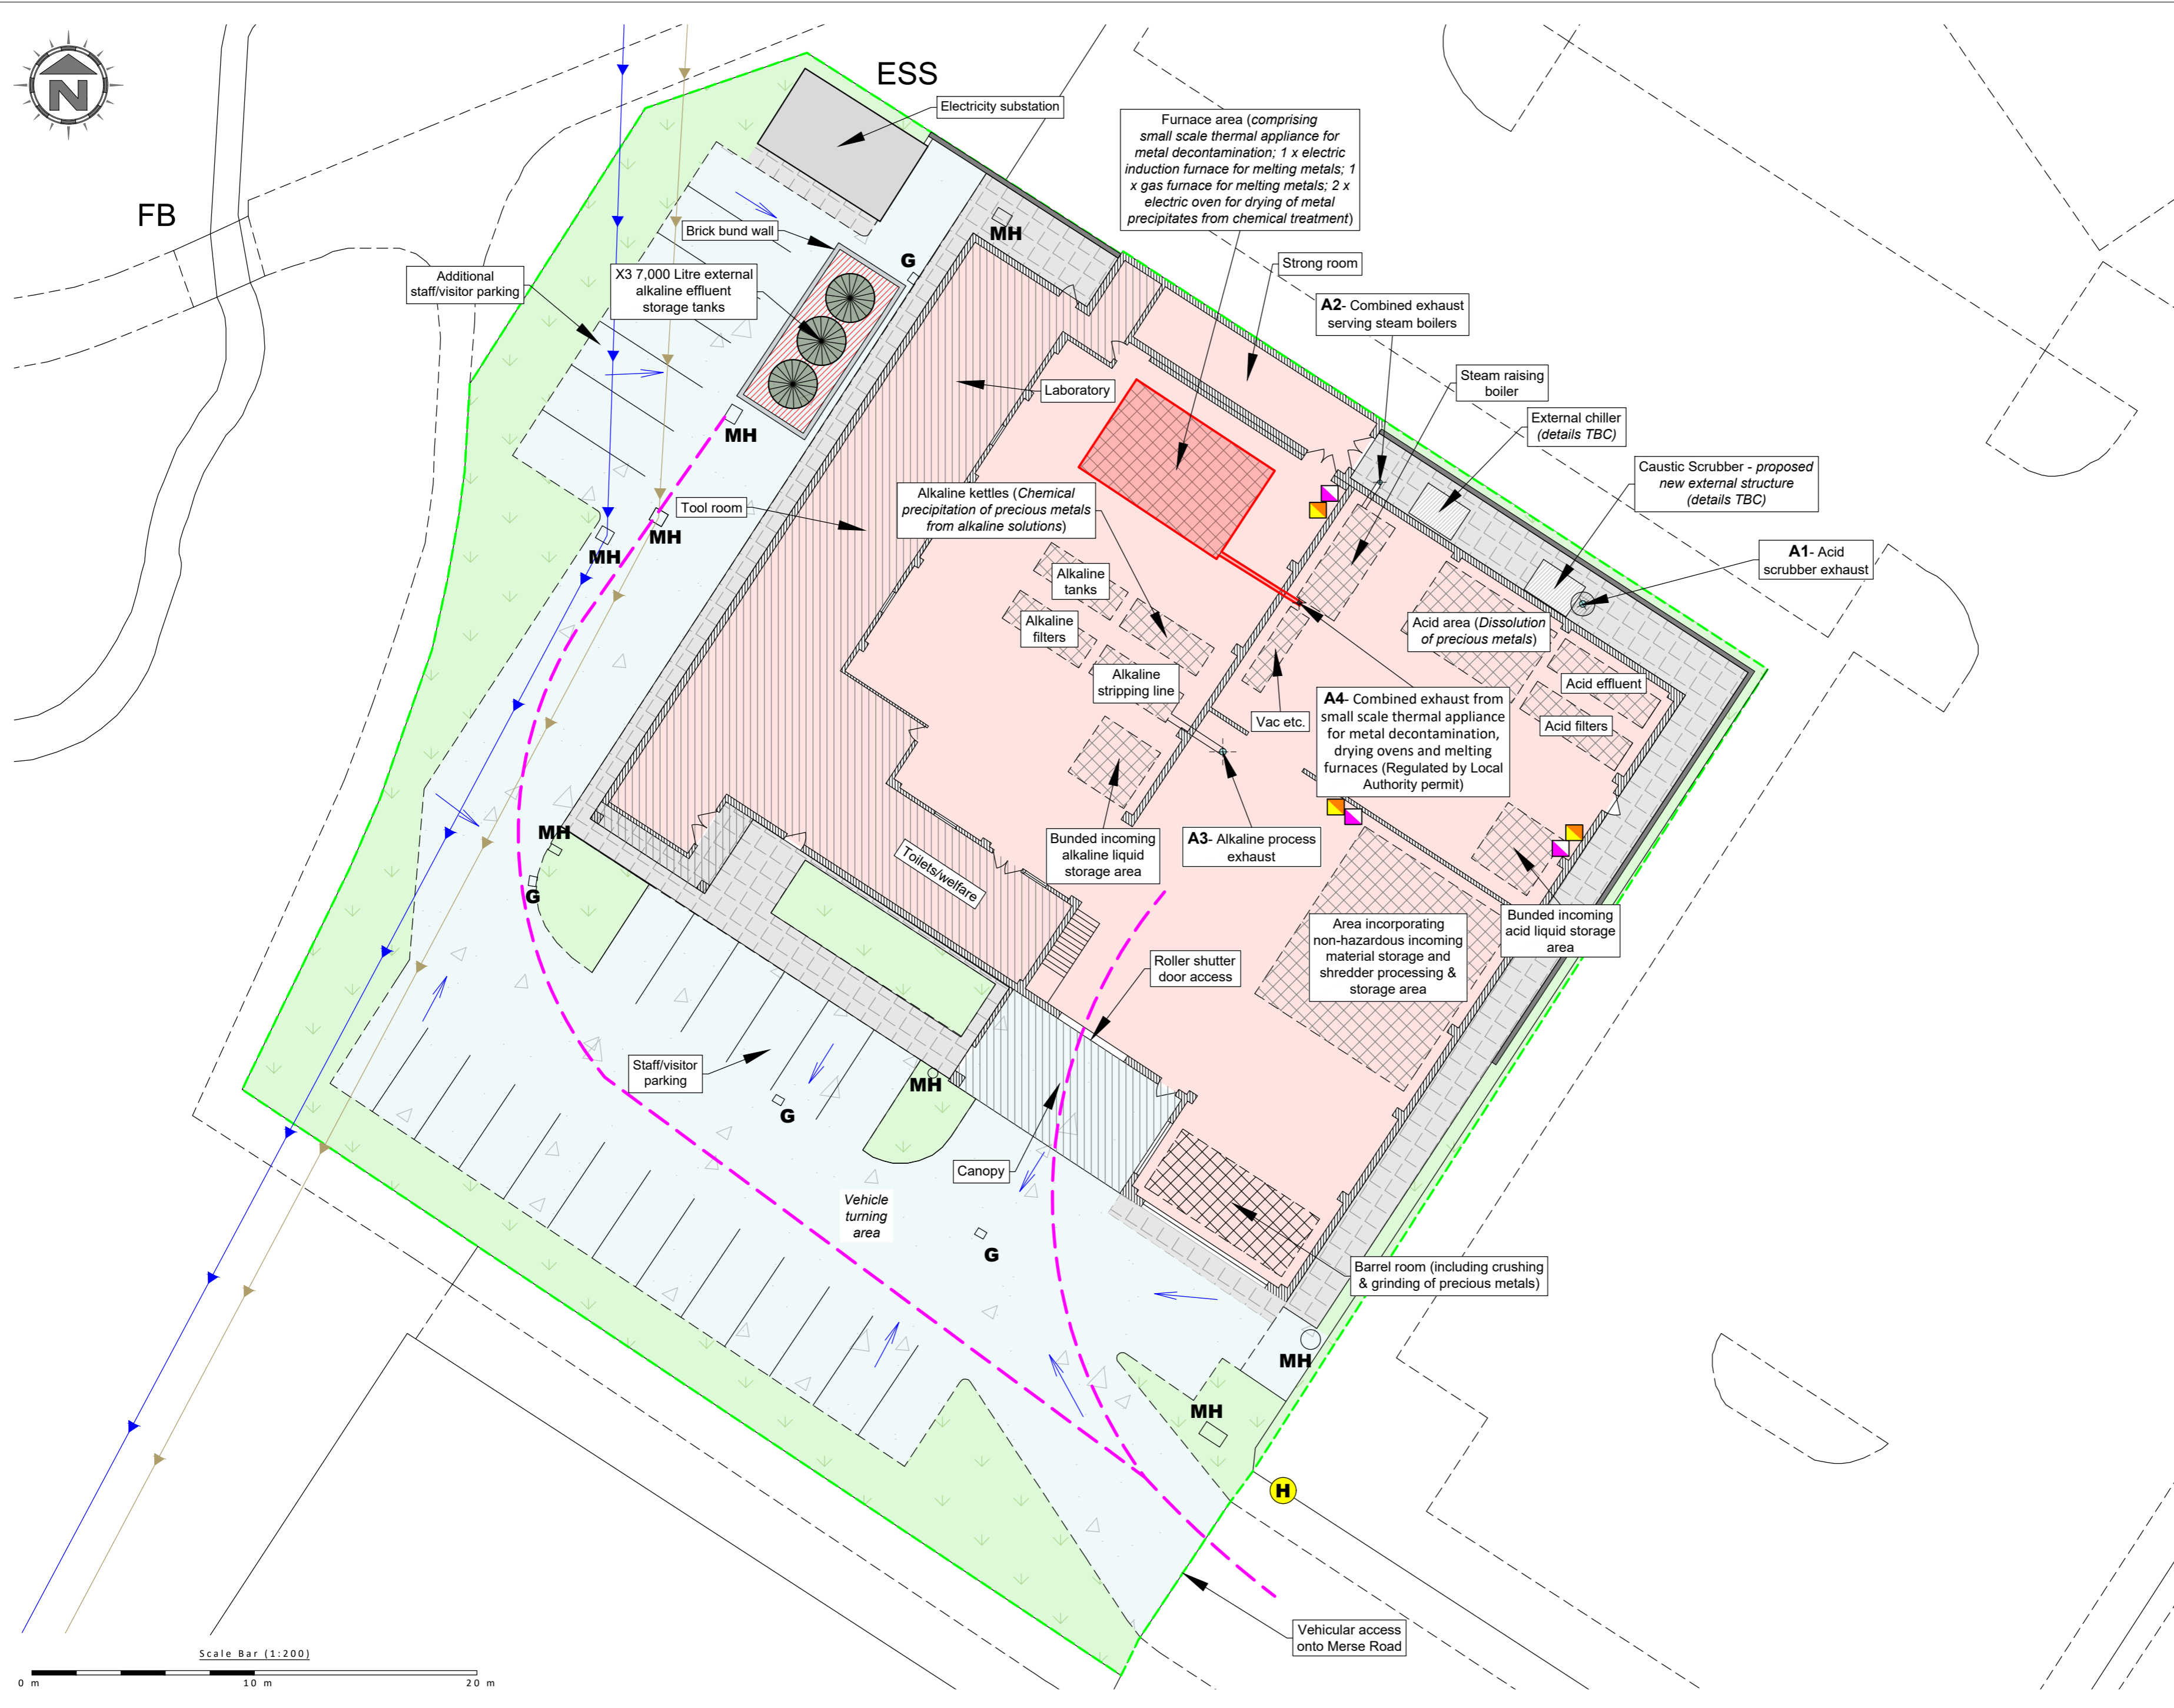 N
ESS
Electricity substation
FB
Furnace area (comprising
small scale thermal appliance for
metal decontamination; 1 x electric
induction furnace for melting metals; 1
x gas furnace for melting metals; 2 x
electric oven for drying of metal
precipitates from chemical treatment)
Brick bund wall
MH
G
Strong room
Additional
staff/visitor parking
X3 7,000 Litre external
alkaline effluent
storage tanks
A2- Combined exhaust
serving steam boilers
Laboratory
Steam raising
boiler
External chiller
(details TBC)
MH
Caustic Scrubber - proposed
new external structure
(details TBC)
Tool room
Alkaline kettles (Chemical
precipitation of precious metals
from alkaline solutions)
MH
MH
A1- Acid
scrubber exhaust
Alkaline
tanks
Alkaline
filters
Acid area (Dissolution
of precious metals)
Alkaline
stripping line
Acid effluent
Vac etc.
A4- Combined exhaust from
small scale thermal appliance
for metal decontamination,
drying ovens and melting
furnaces (Regulated by Local
Authority permit)
Acid filters
MH
G
Toilets/welfare
Bunded incoming
alkaline liquid
storage area
A3- Alkaline process
exhaust
Area incorporating
non-hazardous incoming
material storage and
shredder processing &
storage area
Bunded incoming
acid liquid storage
area
Roller shutter
door access
Staff/visitor
parking
MH
G
Canopy
Vehicle
turning
area
G
Barrel room (including crushing
& grinding of precious metals)
MH
MH
H
Vehicular access
onto Merse Road
Scale Bar (1:200)
0 m
10 m
20 m